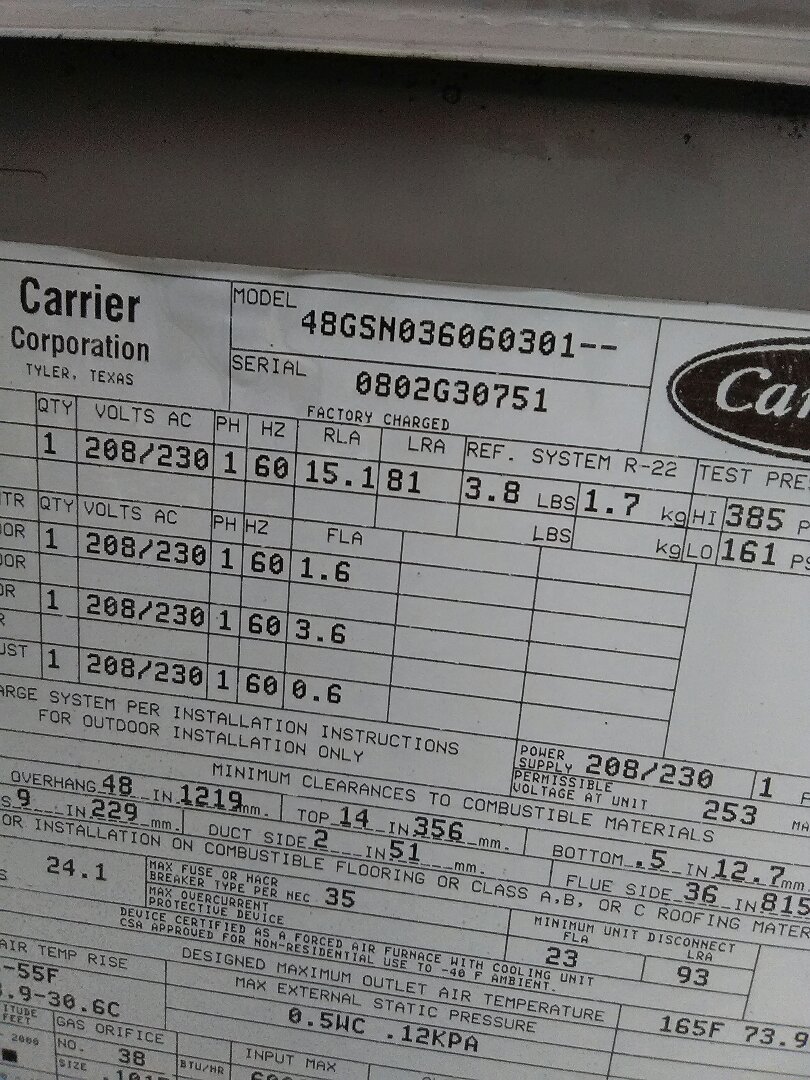 Carrier
Corporation
TYLER, TEXAS
MODEL 48GSN036060301--
SERIAL 0802G30751
FACTORY CHARGED
QTY VOLTS AC PH HZ RLA LRA REF. SYSTEM R-22 TEST
1 208/230 1 60 15.1 81 3.8 LBS 1.7 kg HI 385
LBS kg LO 161
QTY VOLTS AC PH HZ FLA
1 208/230 1 60 1.6
1 208/230 1 60 3.6
1 208/230 1 60 0.6
SYSTEM PER INSTALLATION INSTRUCTIONS
FOR OUTDOOR INSTALLATION ONLY
POWER SUPPLY 208/230 1
PERMISSIBLE VOLTAGE AT UNIT 253
MINIMUM CLEARANCES TO COMBUSTIBLE MATERIALS
OVERHANG 48 IN 1219 mm. TOP 14 IN 356 mm. BOTTOM .5 IN 12.7 mm
9 IN 229 mm. DUCT SIDE 2 IN 51 mm. FLUE SIDE 36 IN 815
INSTALLATION ON COMBUSTIBLE FLOORING OR CLASS A,B, OR C ROOFING
24.1
MAX FUSE OR HACR
BREAKER TYPE PER NEC 35
MAX OVERCURRENT
PROTECTIVE DEVICE
MINIMUM UNIT DISCONNECT
FLA LRA
23 93
DEVICE CERTIFIED AS A FORCED AIR FURNACE WITH COOLING UNIT
CSA APPROVED FOR NON-RESIDENTIAL USE TO -40°F AMBIENT.
AIR TEMP RISE
-55F
DESIGNED MAXIMUM OUTLET AIR TEMPERATURE 165F 73.9
MAX EXTERNAL STATIC PRESSURE
0.5WC .12KPA
GAS ORIFICE
NO. 38
SIZE
BTU/HR
INPUT MAX